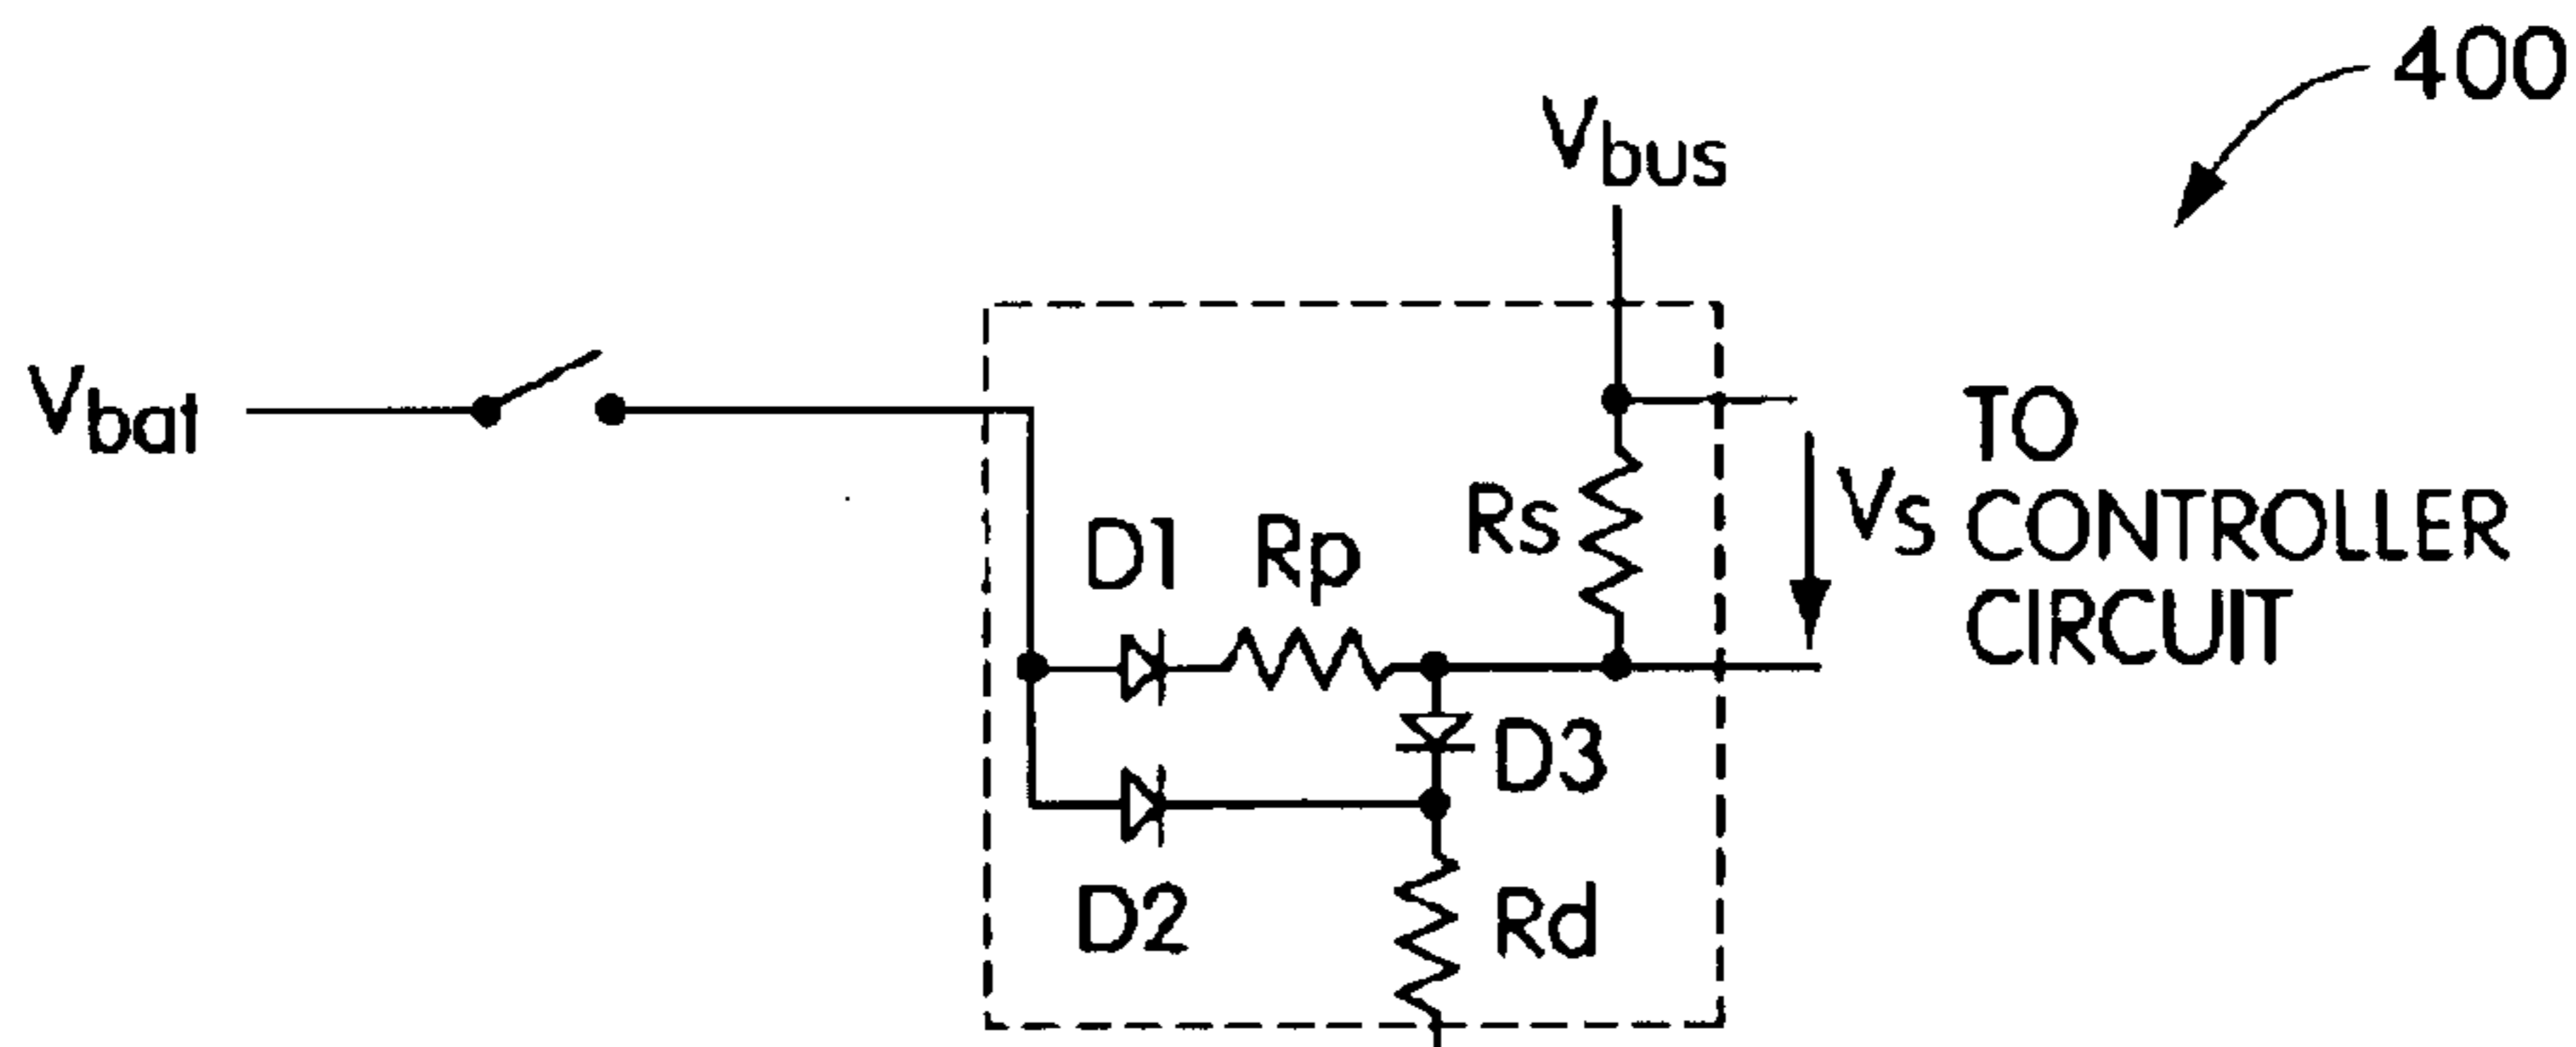 400
Vbus
Vbat
TO
CONTROLLER
CIRCUIT
Vs
Rs
D1
Rp
D3
D2
Rd